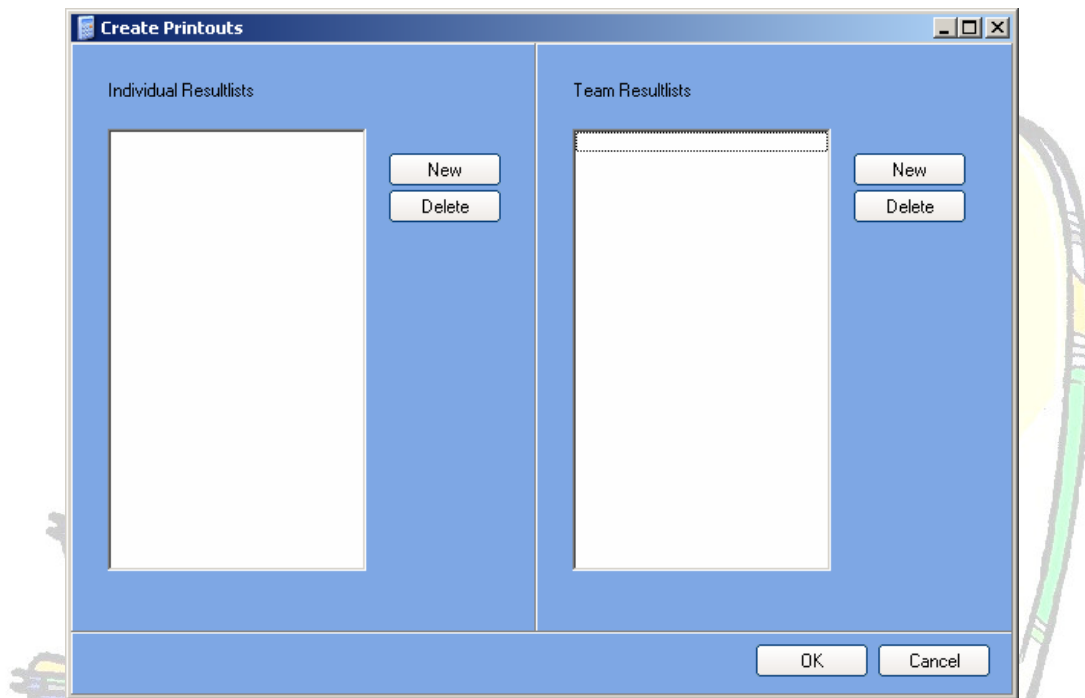 Create Printouts
Individual Resultlists
New
Delete
Team Resultlists
New
Delete
OK
Cancel